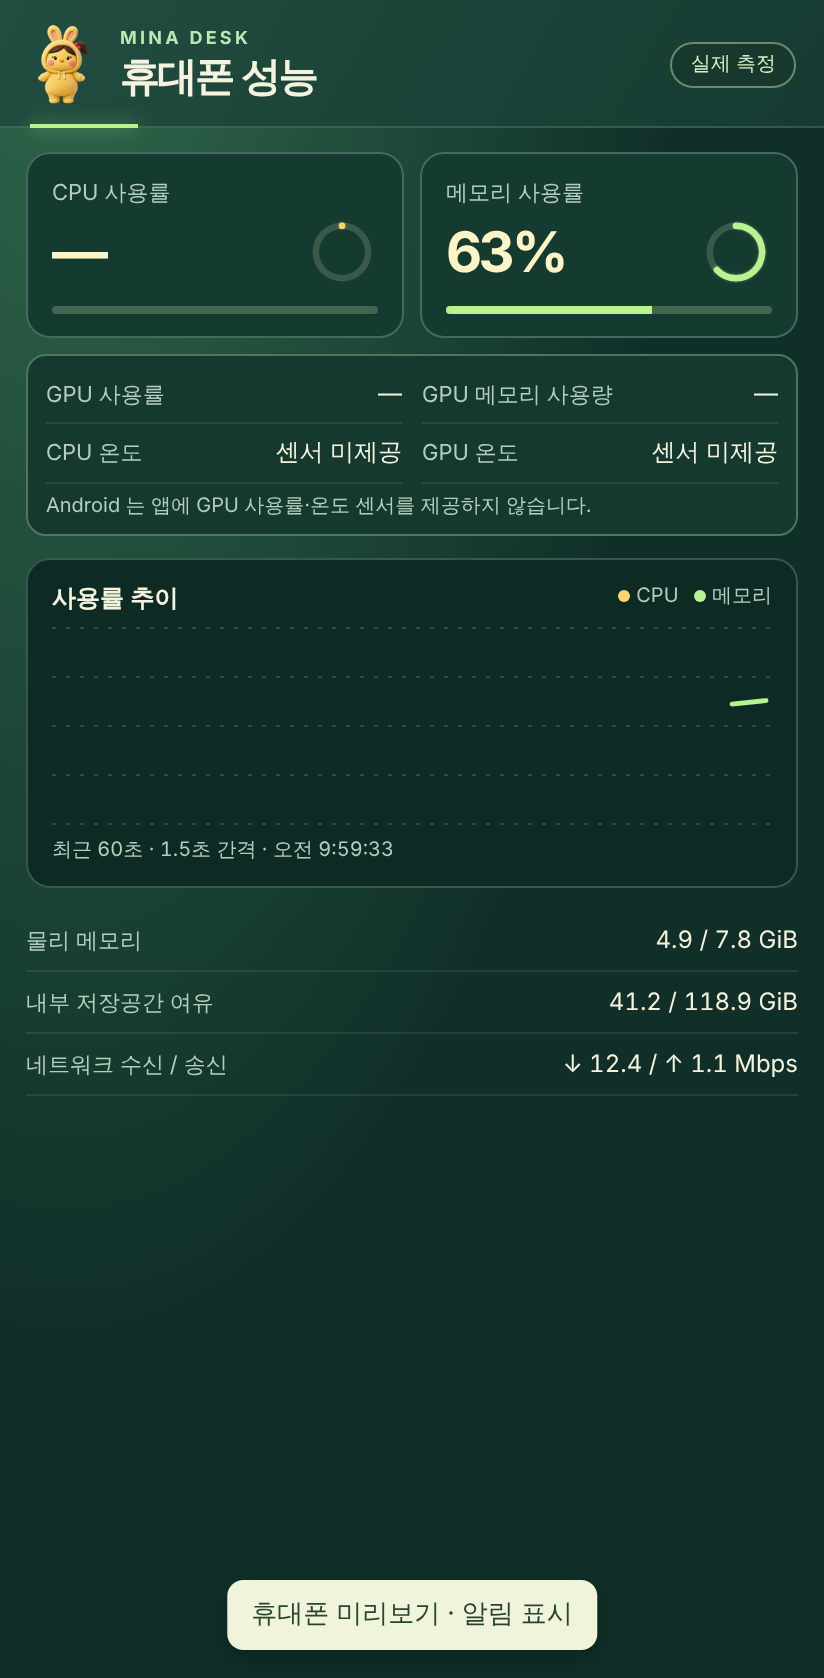 MINA DESK
휴대폰 성능
실제 측정
CPU 사용률
—
메모리 사용률
63%
GPU 사용률 —
GPU 메모리 사용량 —
CPU 온도 센서 미제공
GPU 온도 센서 미제공
Android 는 앱에 GPU 사용률·온도 센서를 제공하지 않습니다.
사용률 추이
CPU 메모리
최근 60초 · 1.5초 간격 · 오전 9:59:33
물리 메모리 4.9 / 7.8 GiB
내부 저장공간 여유 41.2 / 118.9 GiB
네트워크 수신 / 송신 ↓ 12.4 / ↑ 1.1 Mbps
휴대폰 미리보기 · 알림 표시